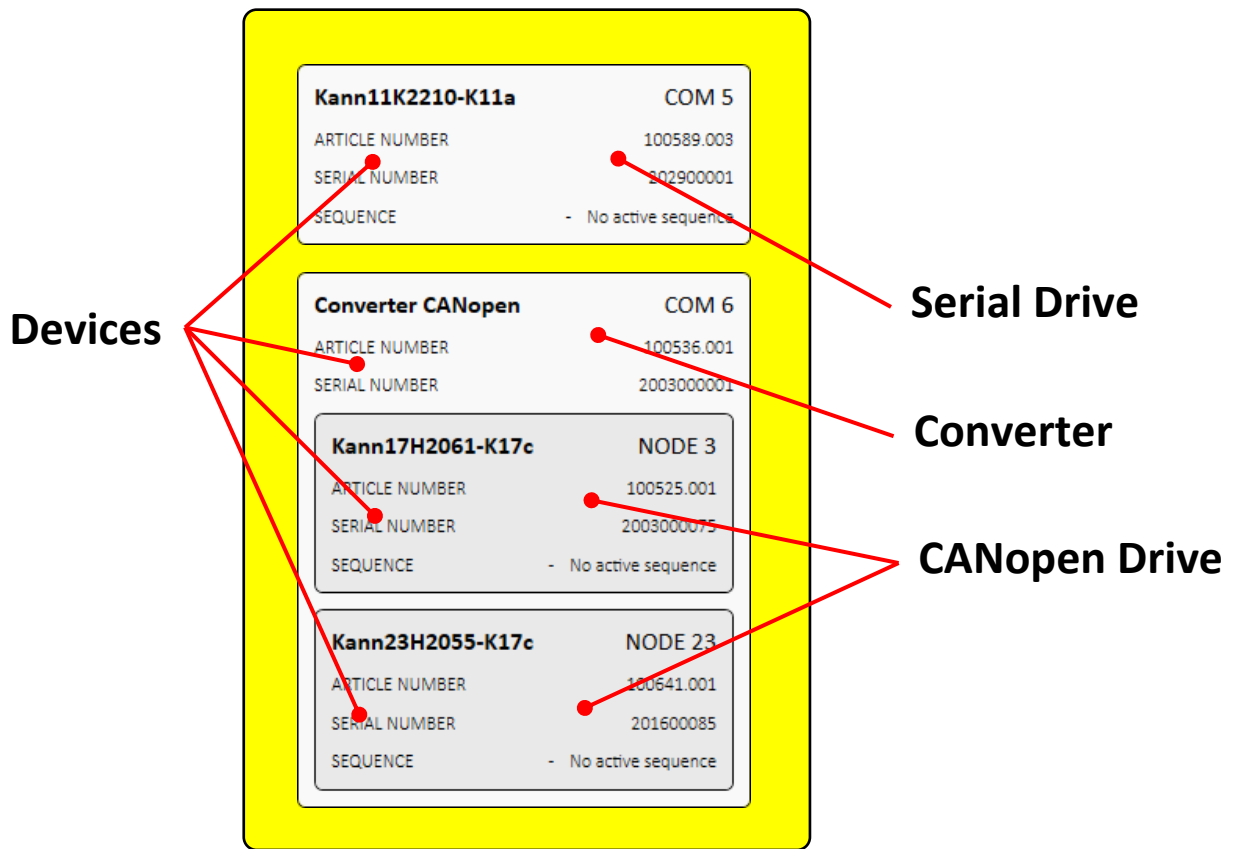 Kann11K2210-K11a COM 5
ARTICLE NUMBER 100589.003
SERIAL NUMBER 202900001
SEQUENCE - No active sequence
Converter CANopen COM 6
ARTICLE NUMBER 100536.001
SERIAL NUMBER 2003000001
Kann17H2061-K17c NODE 3
ARTICLE NUMBER 100525.001
SERIAL NUMBER 2003000075
SEQUENCE - No active sequence
Kann23H2055-K17c NODE 23
ARTICLE NUMBER 100641.001
SERIAL NUMBER 201600085
SEQUENCE - No active sequence
Devices
Serial Drive
Converter
CANopen Drive